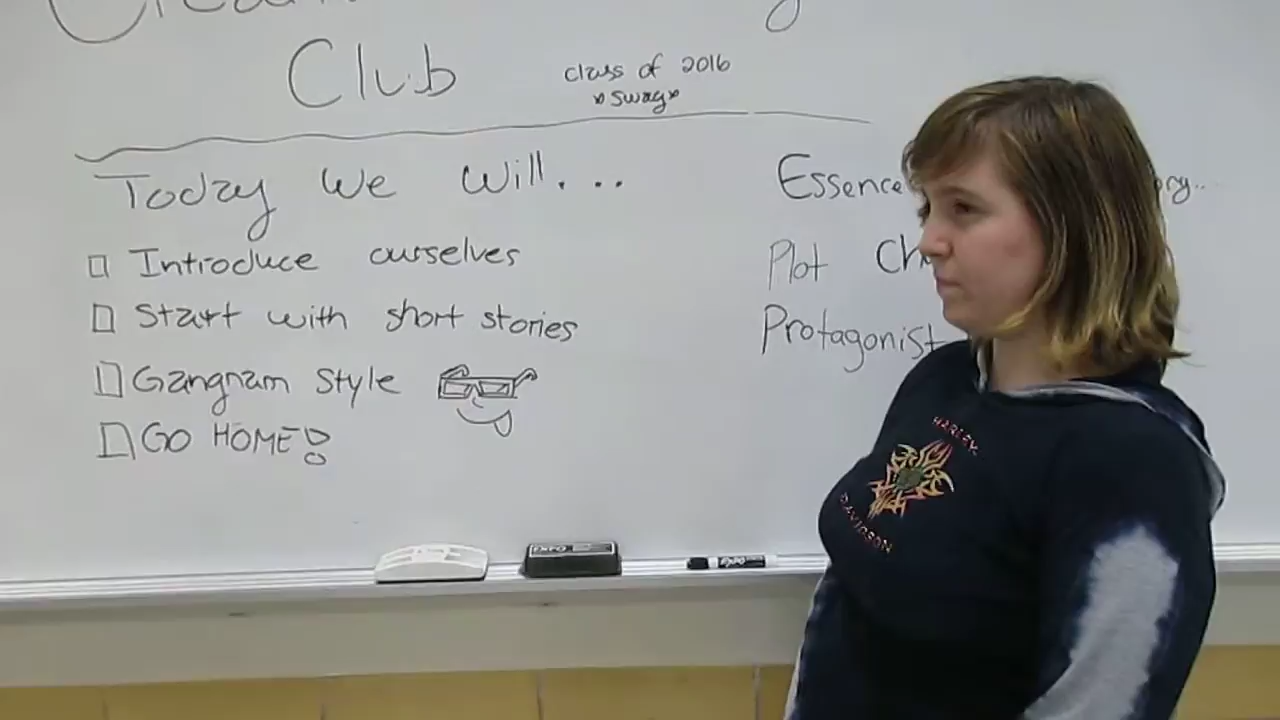 Club
class of 2016
*swag*
Today we will...
Introduce ourselves
Start with short stories
Gangnam Style
GO HOME!
Essence
Plot
Protagonist
HARLEY
DAVIDSON
EXPO
EXPO